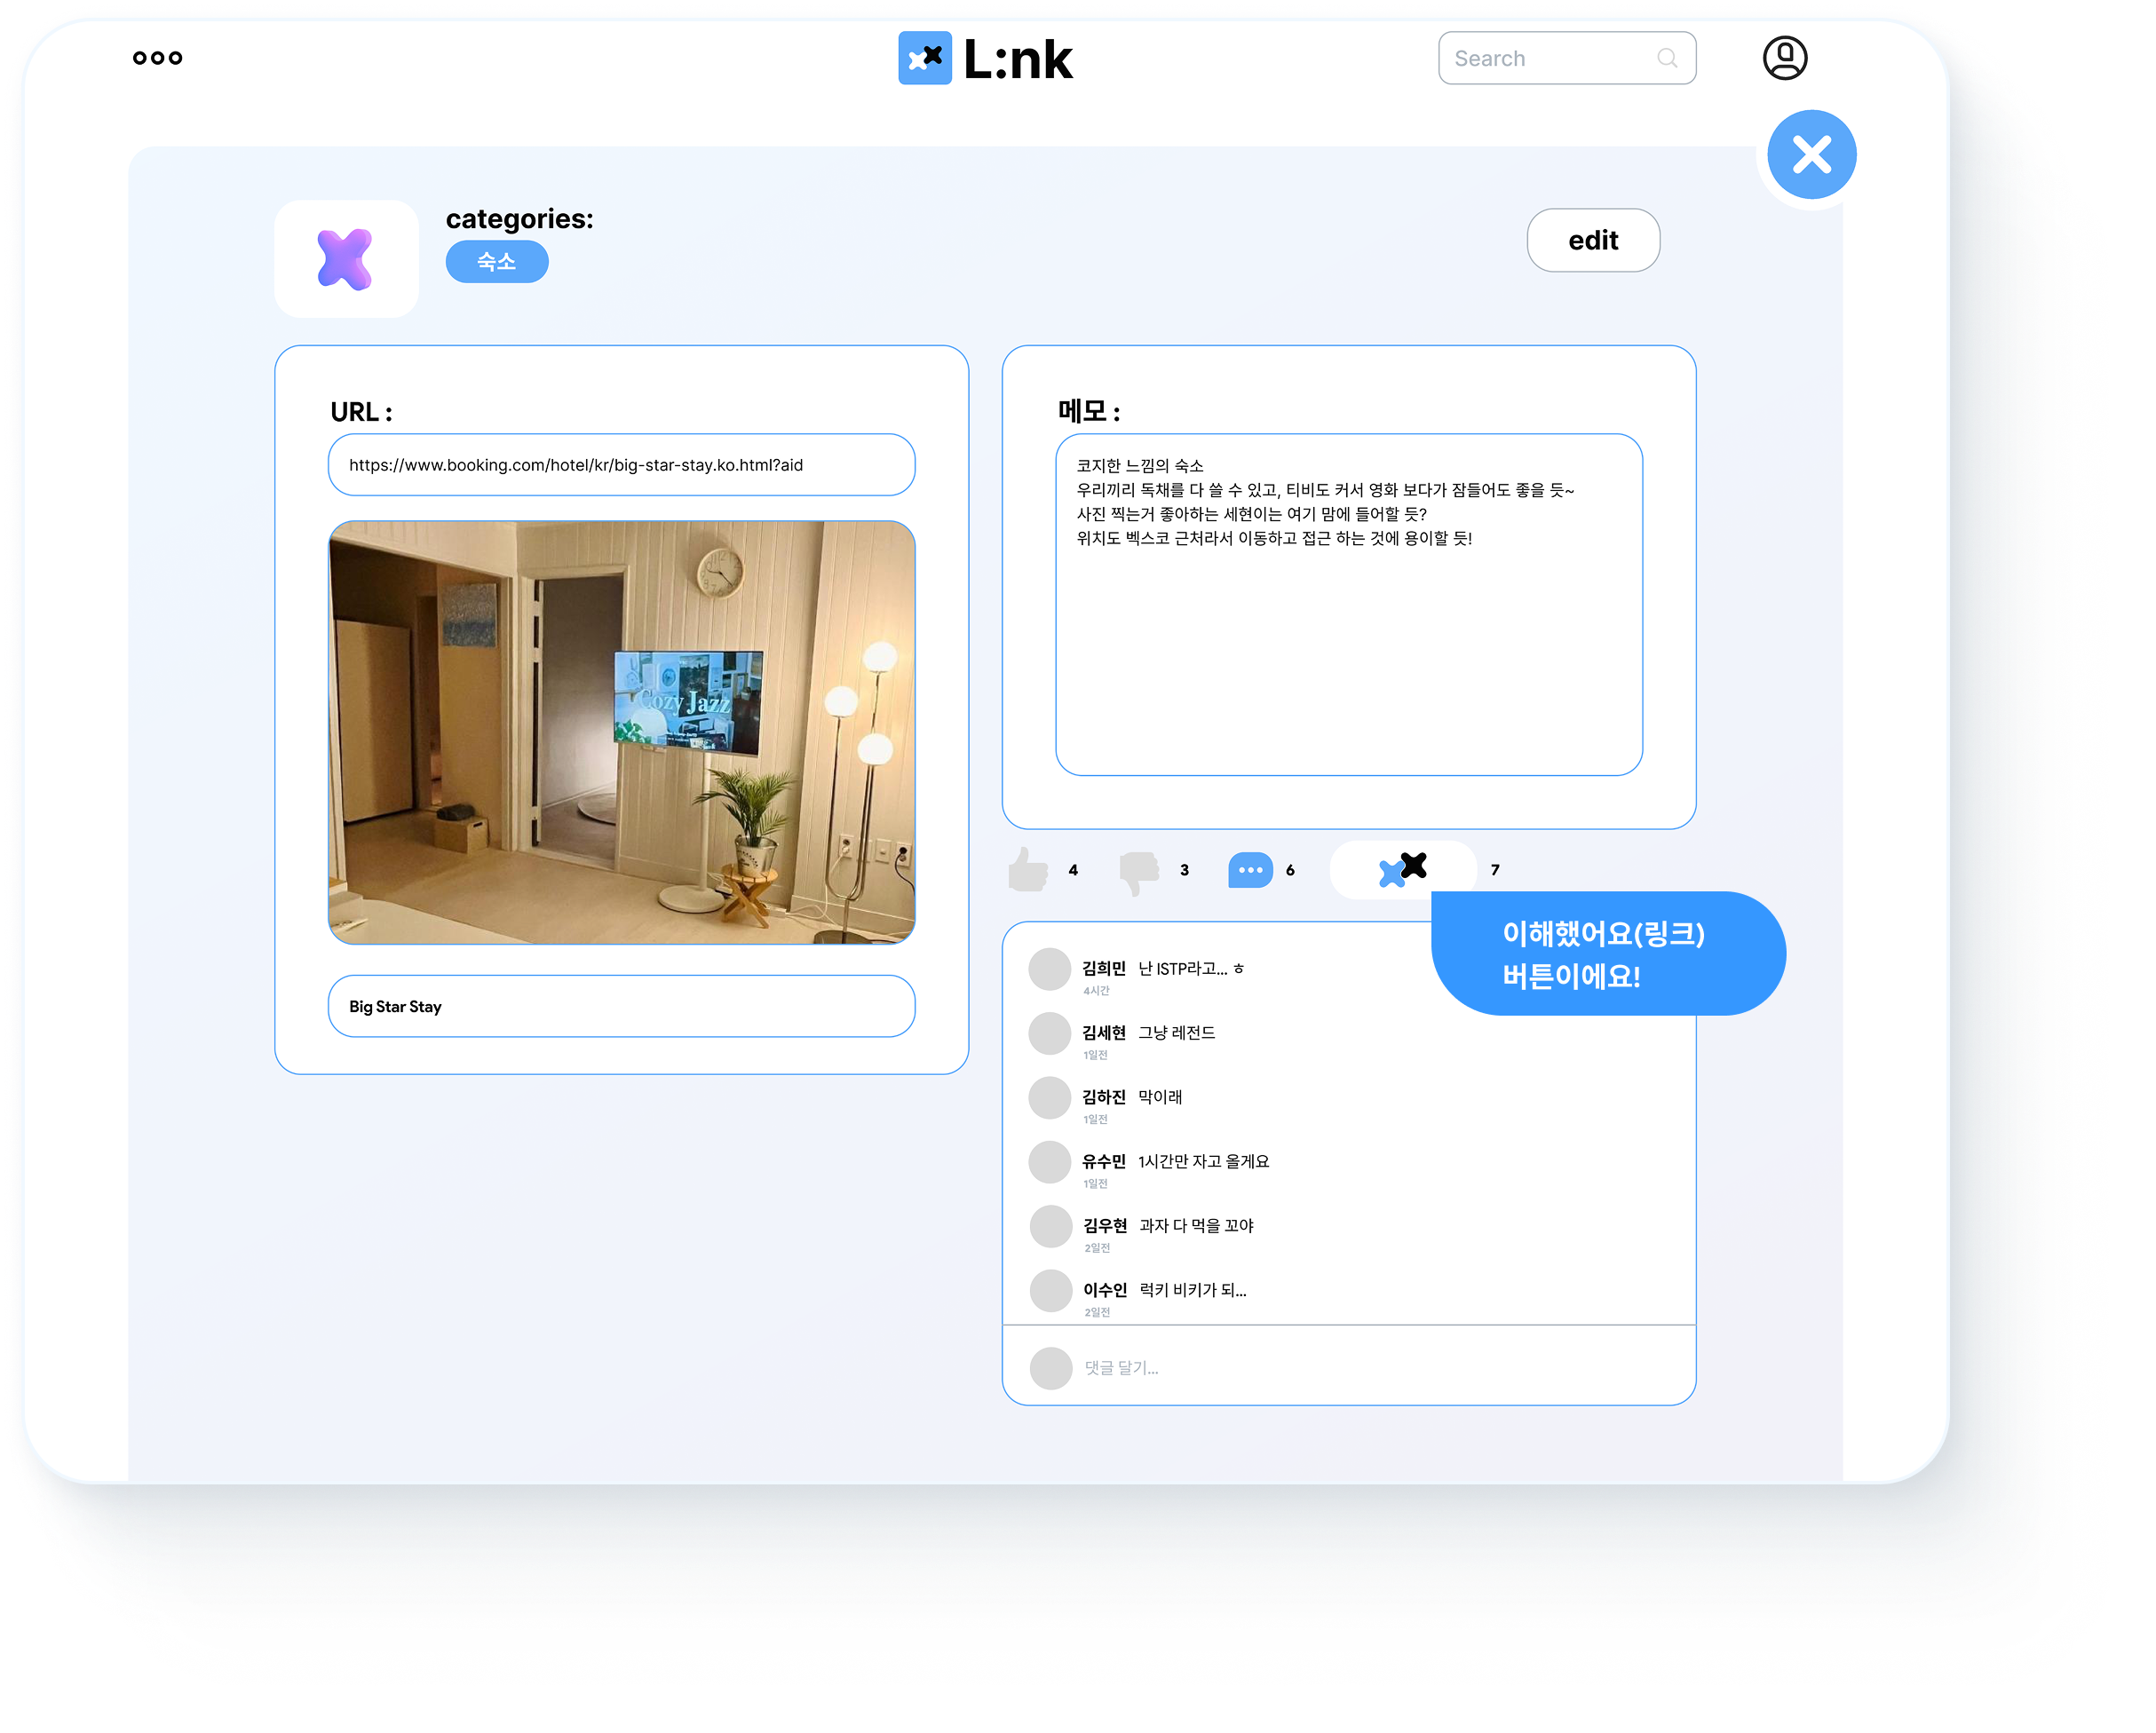 L:nk
Search
categories:
숙소
edit
URL :
https://www.booking.com/hotel/kr/big-star-stay.ko.html?aid
Cozy Jazz
Big Star Stay
메모 :
코지한 느낌의 숙소
우리끼리 독채를 다 쓸 수 있고, 티비도 커서 영화 보다가 잠들어도 좋을 듯~
사진 찍는거 좋아하는 세현이는 여기 맘에 들어할 듯?
위치도 벡스코 근처라서 이동하고 접근 하는 것에 용이할 듯!
4
3
6
7
이해했어요(링크)
버튼이에요!
김희민 난 ISTP라고... ㅎ
4시간
김세현 그냥 레전드
1일전
김하진 막이래
1일전
유수민 1시간만 자고 올게요
1일전
김우현 과자 다 먹을 꼬야
2일전
이수인 럭키 비키가 되...
2일전
댓글 달기...